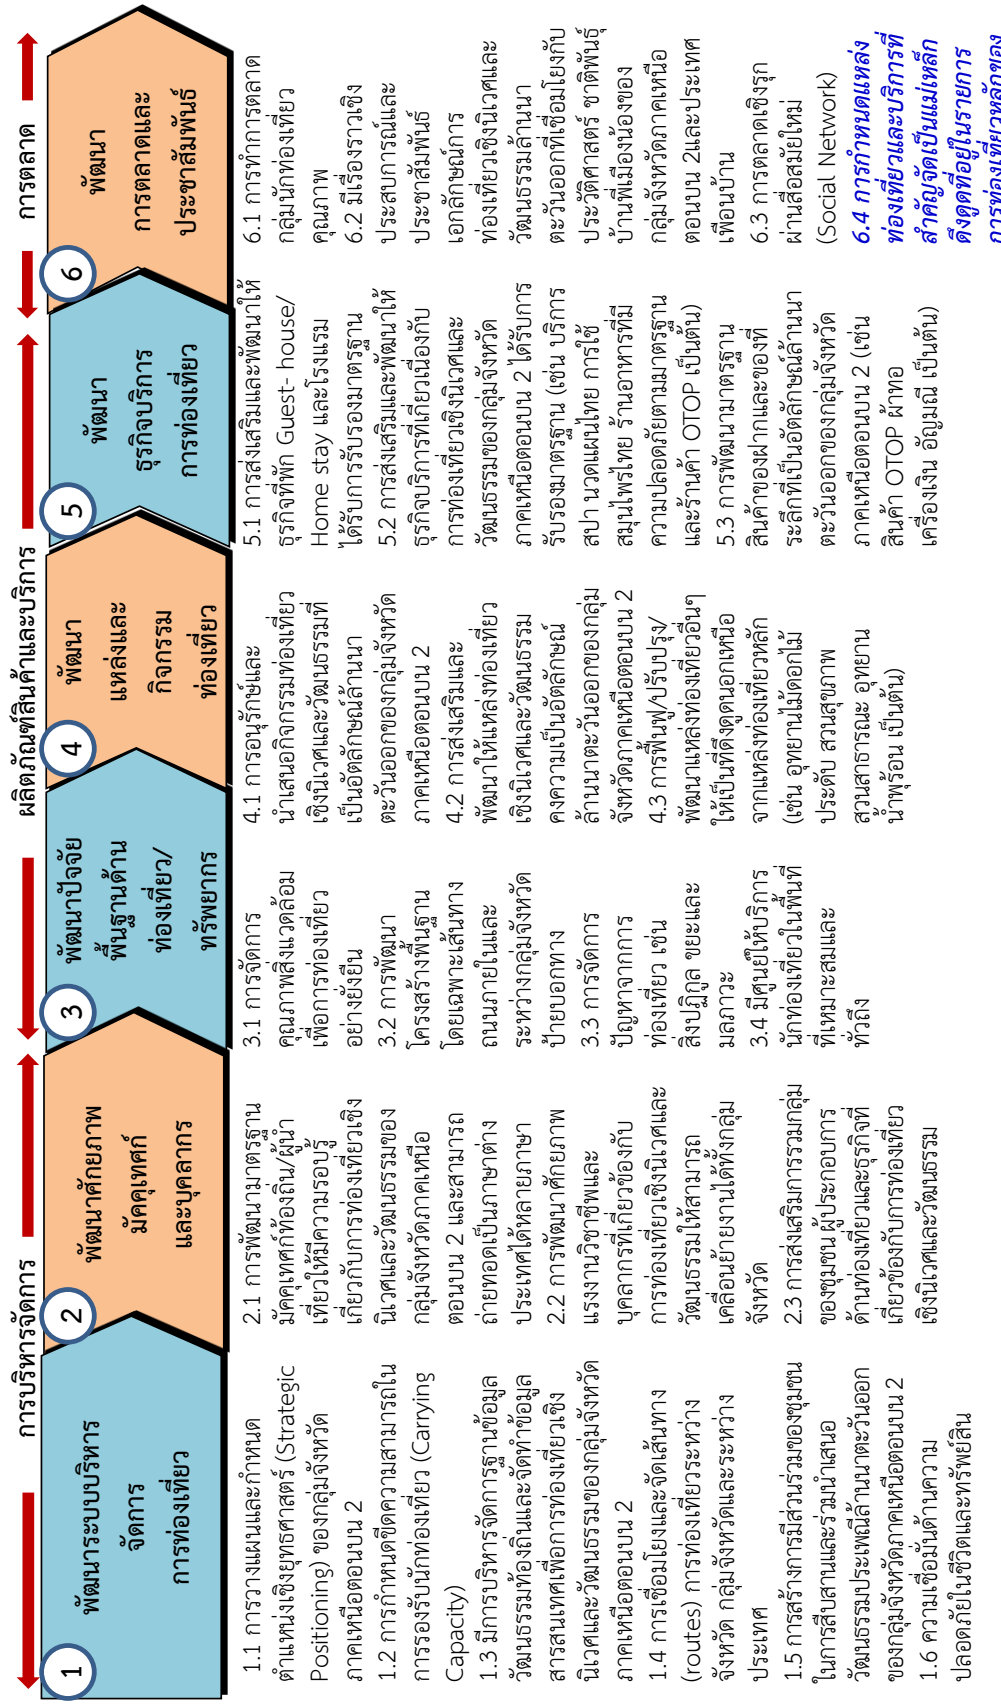 การบริหารจัดการ
ผลิตภัณฑ์สินค้าและบริการ
การตลาด
1
พัฒนาระบบบริหาร
จัดการ
การท่องเที่ยว
2
พัฒนาศักยภาพ
มัคคุเทศก์
และบุคลากร
3
พัฒนาปัจจัย
พื้นฐานด้าน
ท่องเที่ยว/
ทรัพยากร
4
พัฒนา
แหล่งและ
กิจกรรม
ท่องเที่ยว
5
พัฒนา
ธุรกิจบริการ
การท่องเที่ยว
6
พัฒนา
การตลาดและ
ประชาสัมพันธ์
1.1 การวางแผนและกำหนด
ตำแหน่งเชิงยุทธศาสตร์ (Strategic
Positioning) ของกลุ่มจังหวัด
ภาคเหนือตอนบน 2
1.2 การกำหนดขีดความสามารถใน
การรองรับนักท่องเที่ยว (Carrying
Capacity)
1.3 มีการบริหารจัดการฐานข้อมูล
วัฒนธรรมท้องถิ่นและจัดทำข้อมูล
สารสนเทศเพื่อการท่องเที่ยวเชิง
นิเวศและวัฒนธรรมของกลุ่มจังหวัด
ภาคเหนือตอนบน 2
1.4 การเชื่อมโยงและจัดเส้นทาง
(routes) การท่องเที่ยวระหว่าง
จังหวัด กลุ่มจังหวัดและระหว่าง
ประเทศ
1.5 การสร้างการมีส่วนร่วมของชุมชน
ในการสืบสานและร่วมนำเสนอ
วัฒนธรรมประเพณีล้านนาตะวันออก
ของกลุ่มจังหวัดภาคเหนือตอนบน 2
1.6 ความเชื่อมั่นด้านความ
ปลอดภัยในชีวิตและทรัพย์สิน
2.1 การพัฒนามาตรฐาน
มัคคุเทศก์ท้องถิ่น/ผู้นำ
เที่ยวให้มีความรอบรู้
เกี่ยวกับการท่องเที่ยวเชิง
นิเวศและวัฒนธรรมของ
กลุ่มจังหวัดภาคเหนือ
ตอนบน 2 และสามารถ
ถ่ายทอดเป็นภาษาต่าง
ประเทศได้หลายภาษา
2.2 การพัฒนาศักยภาพ
แรงงานวิชาชีพและ
บุคลากรที่เกี่ยวข้องกับ
การท่องเที่ยวเชิงนิเวศและ
วัฒนธรรมให้สามารถ
เคลื่อนย้ายงานได้ทั้งกลุ่ม
จังหวัด
2.3 การส่งเสริมการรวมกลุ่ม
ของชุมชน ผู้ประกอบการ
ด้านท่องเที่ยวและธุรกิจที่
เกี่ยวข้องกับการท่องเที่ยว
เชิงนิเวศและวัฒนธรรม
3.1 การจัดการ
คุณภาพสิ่งแวดล้อม
เพื่อการท่องเที่ยว
อย่างยั่งยืน
3.2 การพัฒนา
โครงสร้างพื้นฐาน
โดยเฉพาะเส้นทาง
ถนนภายในและ
ระหว่างกลุ่มจังหวัด
ป้ายบอกทาง
3.3 การจัดการ
ปัญหาจากการ
ท่องเที่ยว เช่น
สิ่งปฏิกูล ขยะและ
มลภาวะ
3.4 มีศูนย์ให้บริการ
นักท่องเที่ยวในพื้นที่
ที่เหมาะสมและ
ทั่วถึง
4.1 การอนุรักษ์และ
นำเสนอกิจกรรมท่องเที่ยว
เชิงนิเวศและวัฒนธรรมที่
เป็นอัตลักษณ์ล้านนา
ตะวันออกของกลุ่มจังหวัด
ภาคเหนือตอนบน 2
4.2 การส่งเสริมและ
พัฒนาให้แหล่งท่องเที่ยว
เชิงนิเวศและวัฒนธรรม
คงความเป็นอัตลักษณ์
ล้านนาตะวันออกของกลุ่ม
จังหวัดภาคเหนือตอนบน 2
4.3 การฟื้นฟู/ปรับปรุง/
พัฒนาแหล่งท่องเที่ยวอื่นๆ
ให้เป็นที่ดึงดูดนอกเหนือ
จากแหล่งท่องเที่ยวหลัก
(เช่น อุทยานไม้ดอกไม้
ประดับ สวนสุขภาพ
สวนสาธารณะ อุทยาน
น้ำพุร้อน เป็นต้น)
5.1 การส่งเสริมและพัฒนาให้
ธุรกิจที่พัก Guest- house/
Home stay และโรงแรม
ได้รับการรับรองมาตรฐาน
5.2 การส่งเสริมและพัฒนาให้
ธุรกิจบริการที่เกี่ยวเนื่องกับ
การท่องเที่ยวเชิงนิเวศและ
วัฒนธรรมของกลุ่มจังหวัด
ภาคเหนือตอนบน 2 ได้รับการ
รับรองมาตรฐาน (เช่น บริการ
สปา นวดแผนไทย การใช้
สมุนไพรไทย ร้านอาหารที่มี
ความปลอดภัยตามมาตรฐาน
และร้านค้า OTOP เป็นต้น)
5.3 การพัฒนามาตรฐาน
สินค้าของฝากและของที่
ระลึกที่เป็นอัตลักษณ์ล้านนา
ตะวันออกของกลุ่มจังหวัด
ภาคเหนือตอนบน 2 (เช่น
สินค้า OTOP ผ้าทอ
เครื่องเงิน อัญมณี เป็นต้น)
6.1 การทำการตลาด
กลุ่มนักท่องเที่ยว
คุณภาพ
6.2 มีเรื่องราวเชิง
ประสบการณ์และ
ประชาสัมพันธ์
เอกลักษณ์การ
ท่องเที่ยวเชิงนิเวศและ
วัฒนธรรมล้านนา
ตะวันออกที่เชื่อมโยงกับ
ประวัติศาสตร์ ชาติพันธุ์
บ้านพี่เมืองน้องของ
กลุ่มจังหวัดภาคเหนือ
ตอนบน 2และประเทศ
เพื่อนบ้าน
6.3 การตลาดเชิงรุก
ผ่านสื่อสมัยใหม่
(Social Network)
6.4 การกำหนดแหล่ง
ท่องเที่ยวและบริการที่
สำคัญจัดเป็นแม่เหล็ก
ดึงดูดที่อยู่ในรายการ
การท่องเที่ยวหลักของ